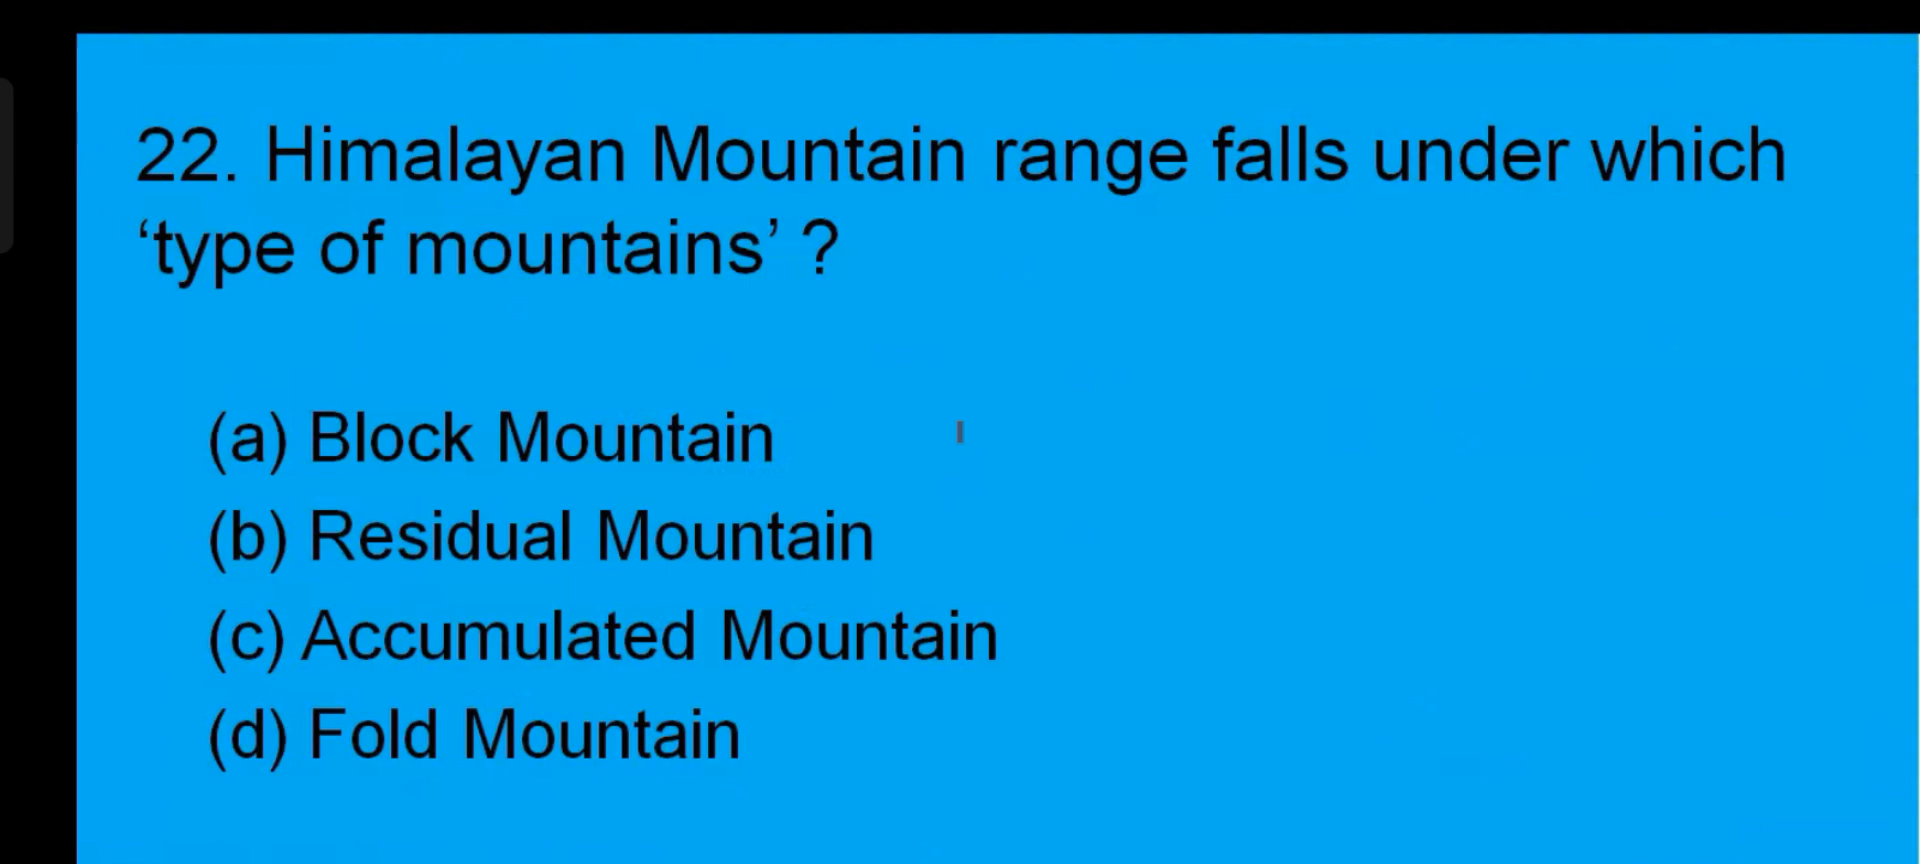 22. Himalayan Mountain range falls under which
‘type of mountains’ ?
(a) Block Mountain
(b) Residual Mountain
(c) Accumulated Mountain
(d) Fold Mountain